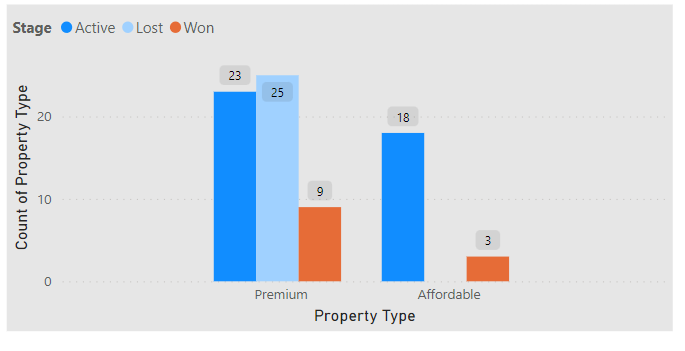 Stage Active Lost Won
Count of Property Type
20
10
0
23
25
9
18
3
Premium
Affordable
Property Type